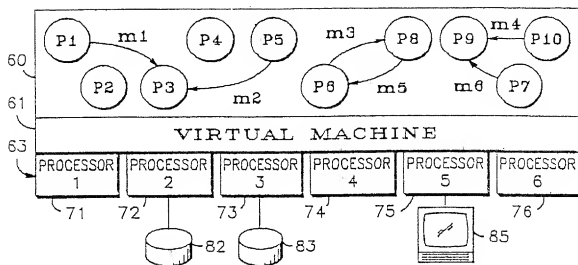 P1 m1 P4 P5 m3 P8 P9 m4 P10
60
P2 P3 m2 P6 m5 m6 P7
61
VIRTUAL MACHINE
63
PROCESSOR PROCESSOR PROCESSOR PROCESSOR PROCESSOR PROCESSOR
1 2 3 4 5 6
71 72 73 74 75 76
82 83 85